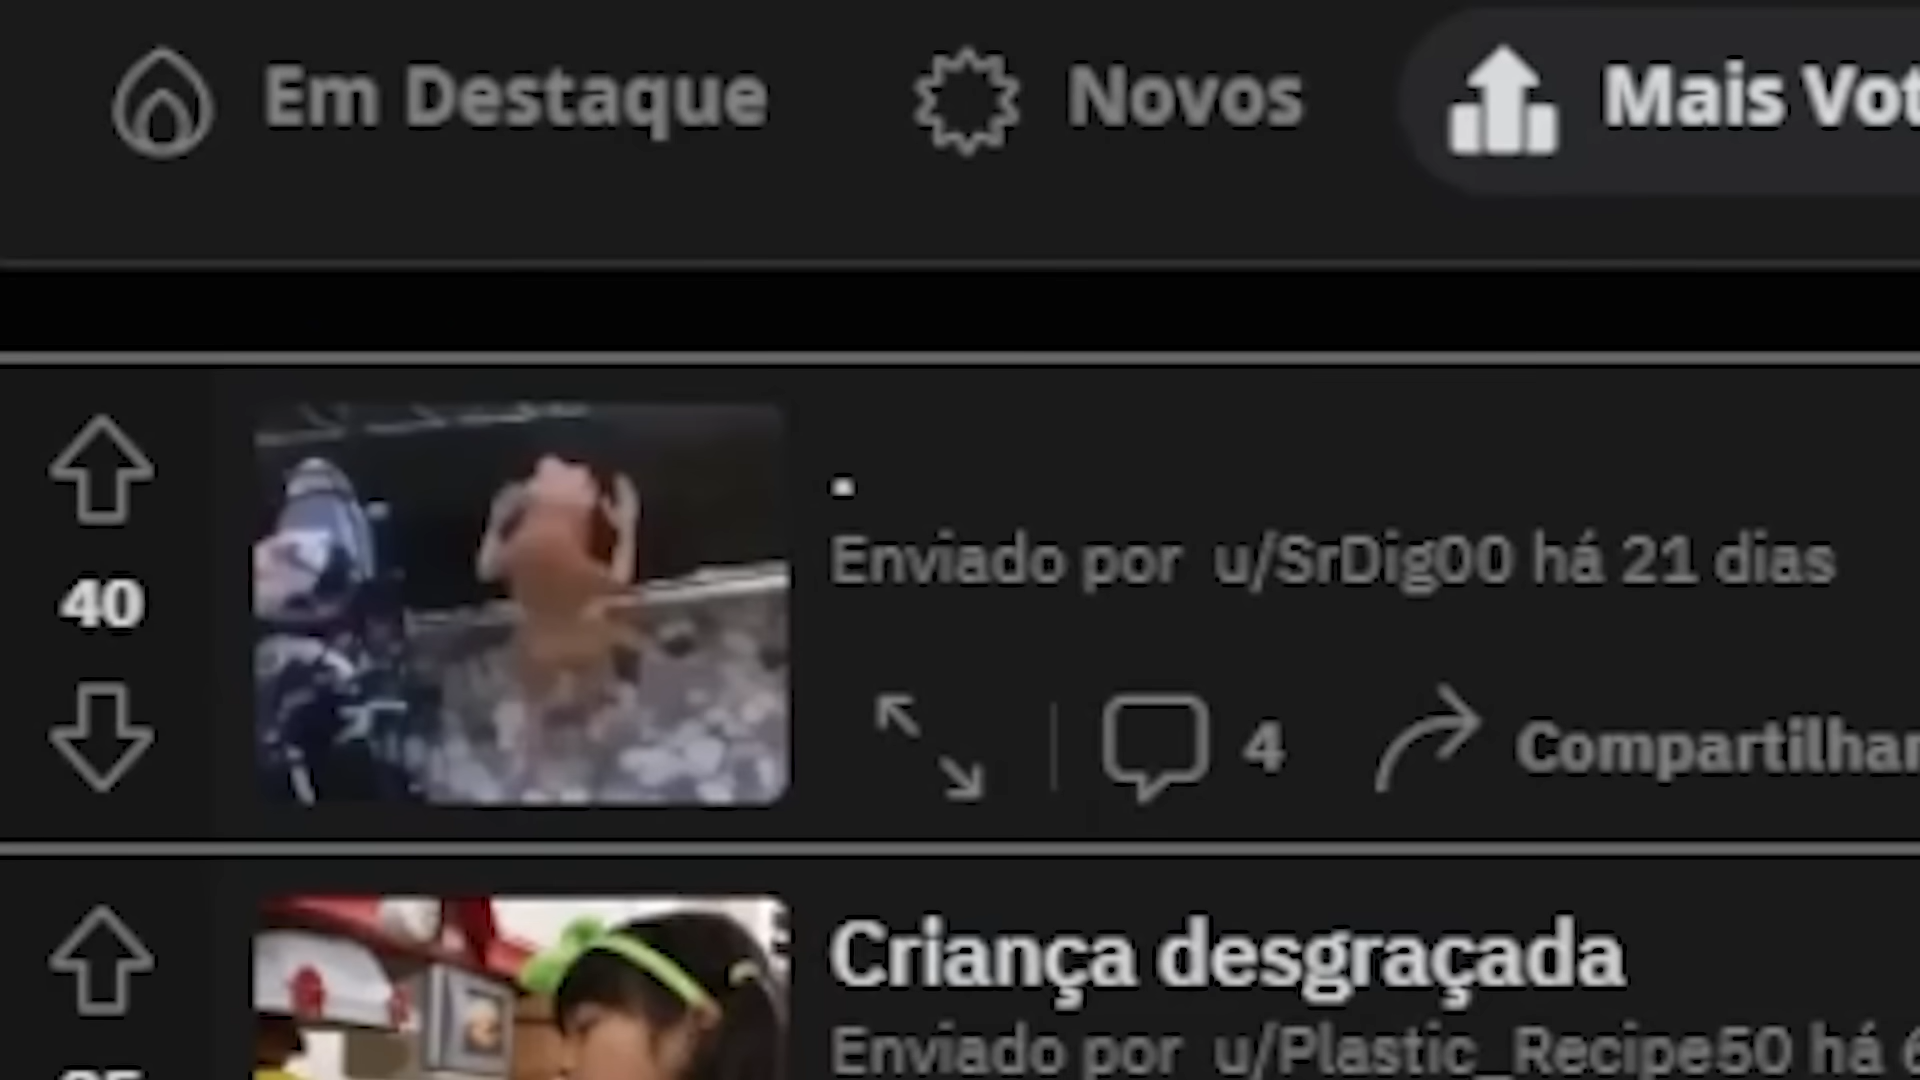 Em Destaque Novos Mais Vot
.
Enviado por u/SrDig00 há 21 dias
40
4 Compartilhar
Criança desgraçada
Enviado por u/Plastic_Recipe50 há